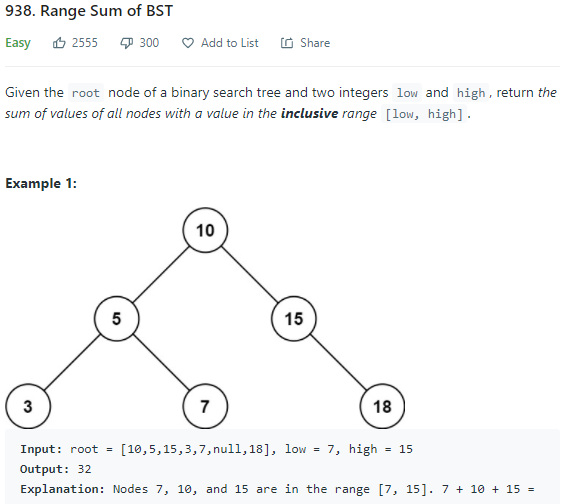 938. Range Sum of BST
Easy 2555 300 Add to List Share
Given the root node of a binary search tree and two integers low and high, return the
sum of values of all nodes with a value in the inclusive range [low, high].
Example 1:
10
5 15
3 7 18
Input: root = [10,5,15,3,7,null,18], low = 7, high = 15
Output: 32
Explanation: Nodes 7, 10, and 15 are in the range [7, 15]. 7 + 10 + 15 =